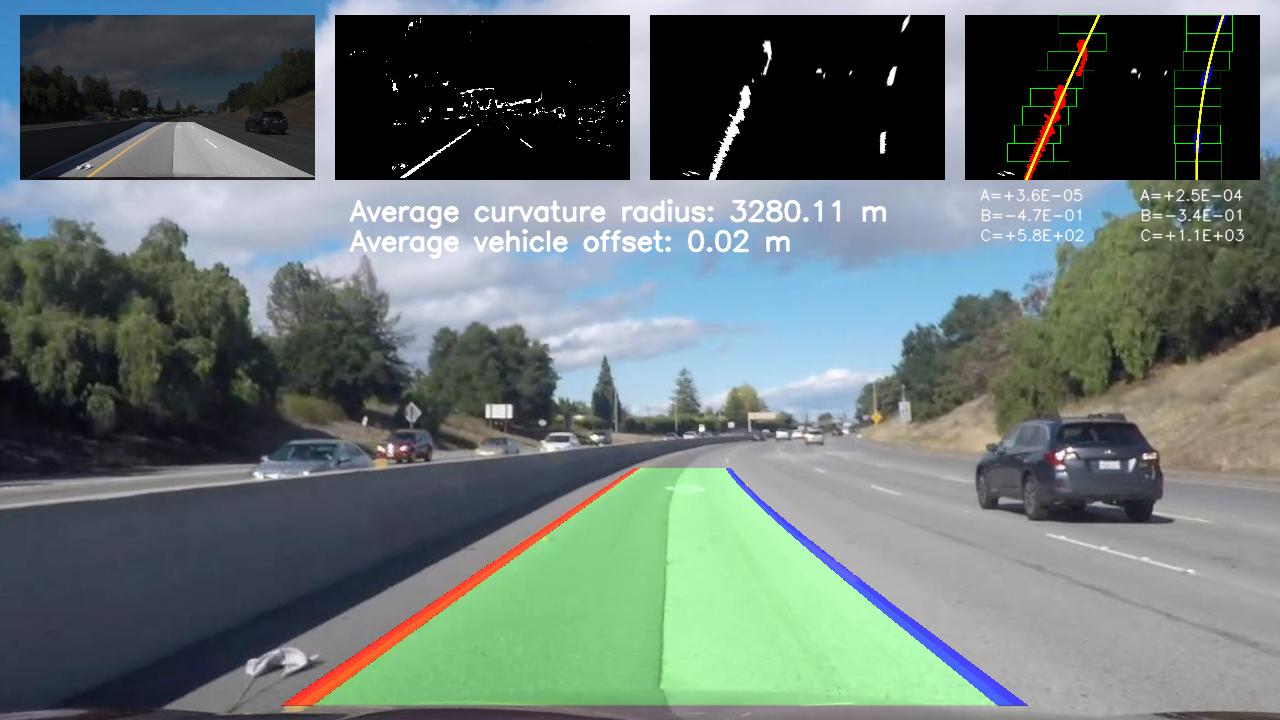 Average curvature radius: 3280.11 m
Average vehicle offset: 0.02 m
A=+3.6E-05
B=-4.7E-01
C=+5.8E+02
A=+2.5E-04
B=-3.4E-01
C=+1.1E+03